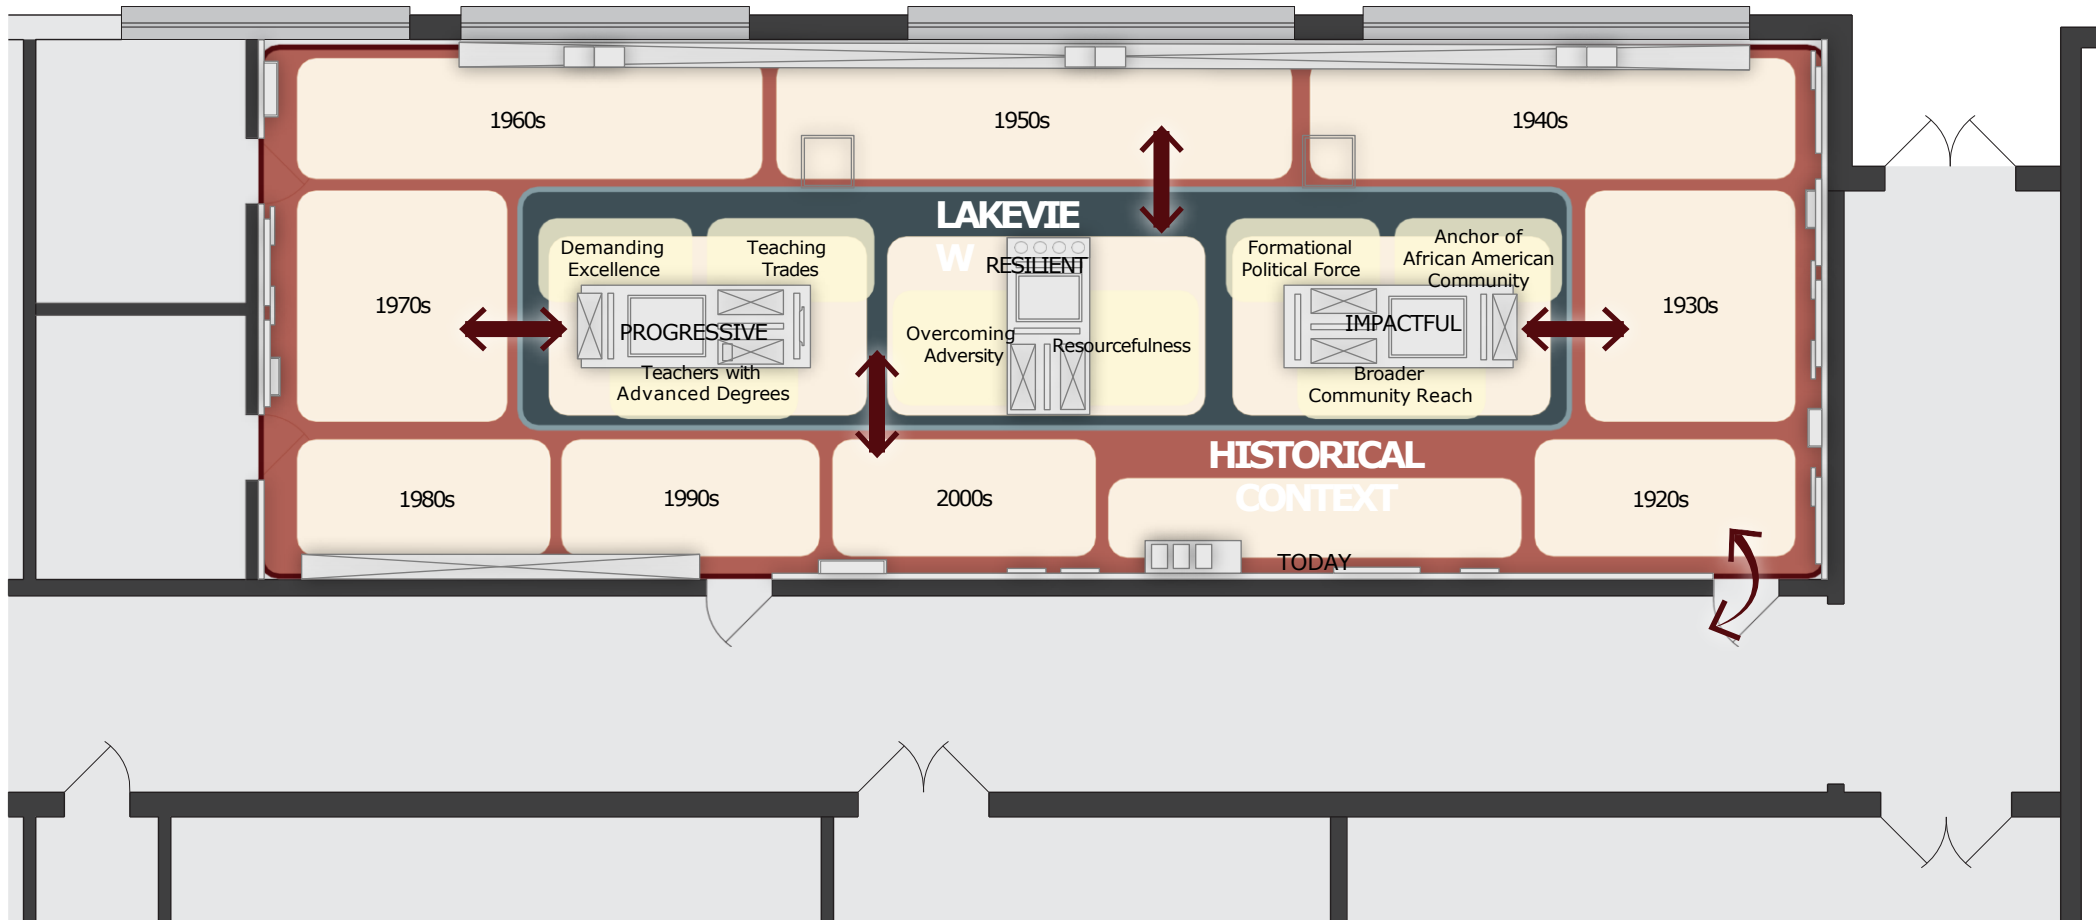 1960s
1950s
1940s
LAKEVIE
W
Demanding
Excellence
Teaching
Trades
PROGRESSIVE
Teachers with
Advanced Degrees
RESILIENT
Overcoming
Adversity
Resourcefulness
Formational
Political Force
Anchor of
African American
Community
IMPACTFUL
Broader
Community Reach
1970s
1930s
HISTORICAL
CONTEXT
1980s
1990s
2000s
TODAY
1920s